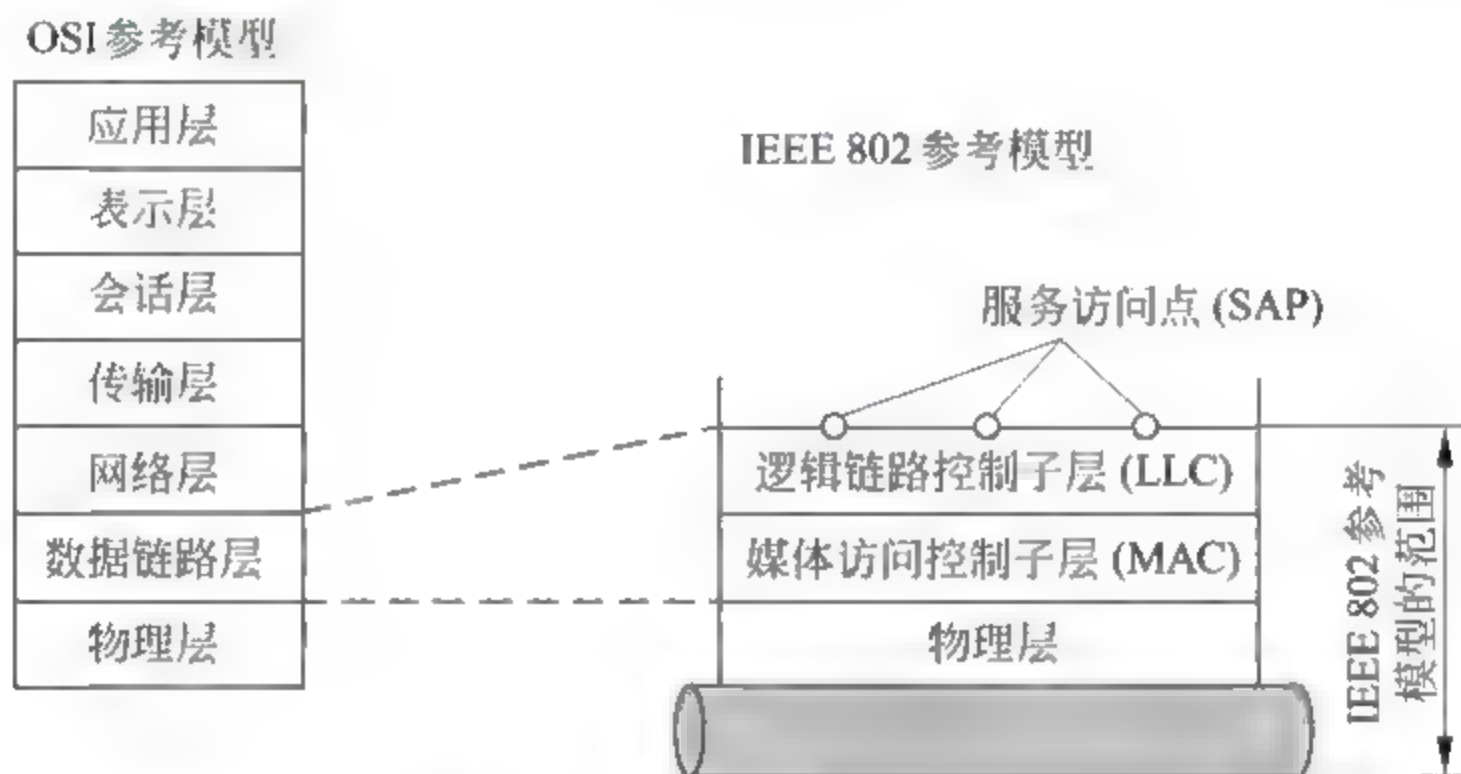 OSI 参考模型
应用层
表示层
会话层
传输层
网络层
数据链路层
物理层
IEEE 802 参考模型
服务访问点 (SAP)
逻辑链路控制子层 (LLC)
媒体访问控制子层 (MAC)
物理层
IEEE 802 参考
模型的范围